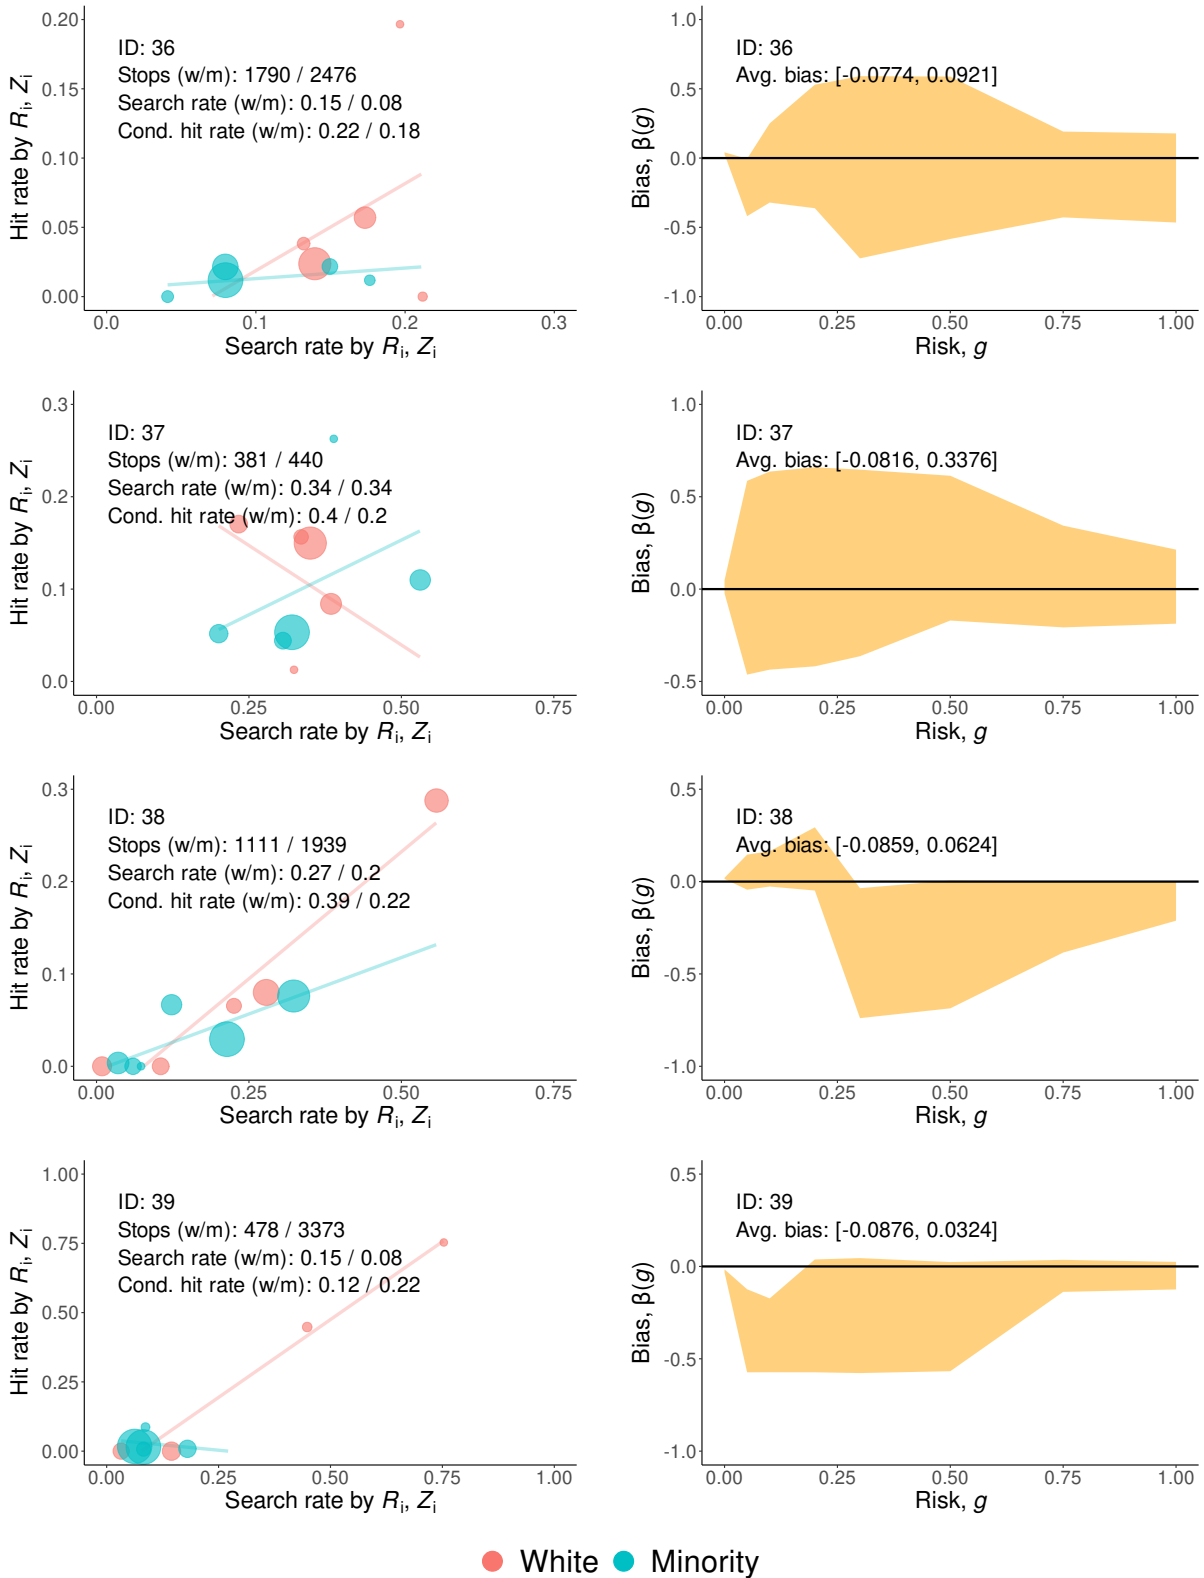 0.20
0.15
0.10
0.05
0.00
Hit rate by Ri, Zi
ID: 36
Stops (w/m): 1790 / 2476
Search rate (w/m): 0.15 / 0.08
Cond. hit rate (w/m): 0.22 / 0.18
0.0 0.1 0.2 0.3
Search rate by Ri, Zi
1.0
0.5
0.0
-0.5
-1.0
Bias, β(g)
ID: 36
Avg. bias: [-0.0774, 0.0921]
0.00 0.25 0.50 0.75 1.00
Risk, g
0.3
0.2
0.1
0.0
Hit rate by Ri, Zi
ID: 37
Stops (w/m): 381 / 440
Search rate (w/m): 0.34 / 0.34
Cond. hit rate (w/m): 0.4 / 0.2
0.00 0.25 0.50 0.75
Search rate by Ri, Zi
1.0
0.5
0.0
-0.5
Bias, β(g)
ID: 37
Avg. bias: [-0.0816, 0.3376]
0.00 0.25 0.50 0.75 1.00
Risk, g
0.3
0.2
0.1
0.0
Hit rate by Ri, Zi
ID: 38
Stops (w/m): 1111 / 1939
Search rate (w/m): 0.27 / 0.2
Cond. hit rate (w/m): 0.39 / 0.22
0.00 0.25 0.50 0.75
Search rate by Ri, Zi
0.5
0.0
-0.5
-1.0
Bias, β(g)
ID: 38
Avg. bias: [-0.0859, 0.0624]
0.00 0.25 0.50 0.75 1.00
Risk, g
1.00
0.75
0.50
0.25
0.00
Hit rate by Ri, Zi
ID: 39
Stops (w/m): 478 / 3373
Search rate (w/m): 0.15 / 0.08
Cond. hit rate (w/m): 0.12 / 0.22
0.00 0.25 0.50 0.75 1.00
Search rate by Ri, Zi
0.5
0.0
-0.5
-1.0
Bias, β(g)
ID: 39
Avg. bias: [-0.0876, 0.0324]
0.00 0.25 0.50 0.75 1.00
Risk, g
White Minority